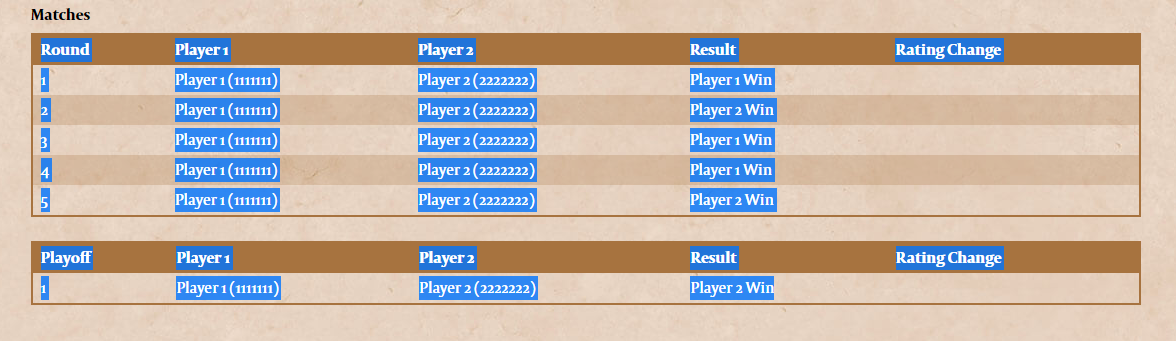 Matches
Round Player 1 Player 2 Result Rating Change
1 Player 1 (1111111) Player 2 (2222222) Player 1 Win
2 Player 1 (1111111) Player 2 (2222222) Player 2 Win
3 Player 1 (1111111) Player 2 (2222222) Player 1 Win
4 Player 1 (1111111) Player 2 (2222222) Player 1 Win
5 Player 1 (1111111) Player 2 (2222222) Player 2 Win
Playoff Player 1 Player 2 Result Rating Change
1 Player 1 (1111111) Player 2 (2222222) Player 2 Win